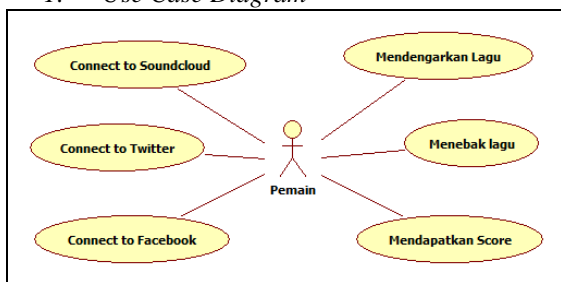 1. Use Case Diagram
Connect to Soundcloud
Mendengarkan Lagu
Connect to Twitter
Menebak lagu
Pemain
Connect to Facebook
Mendapatkan Score